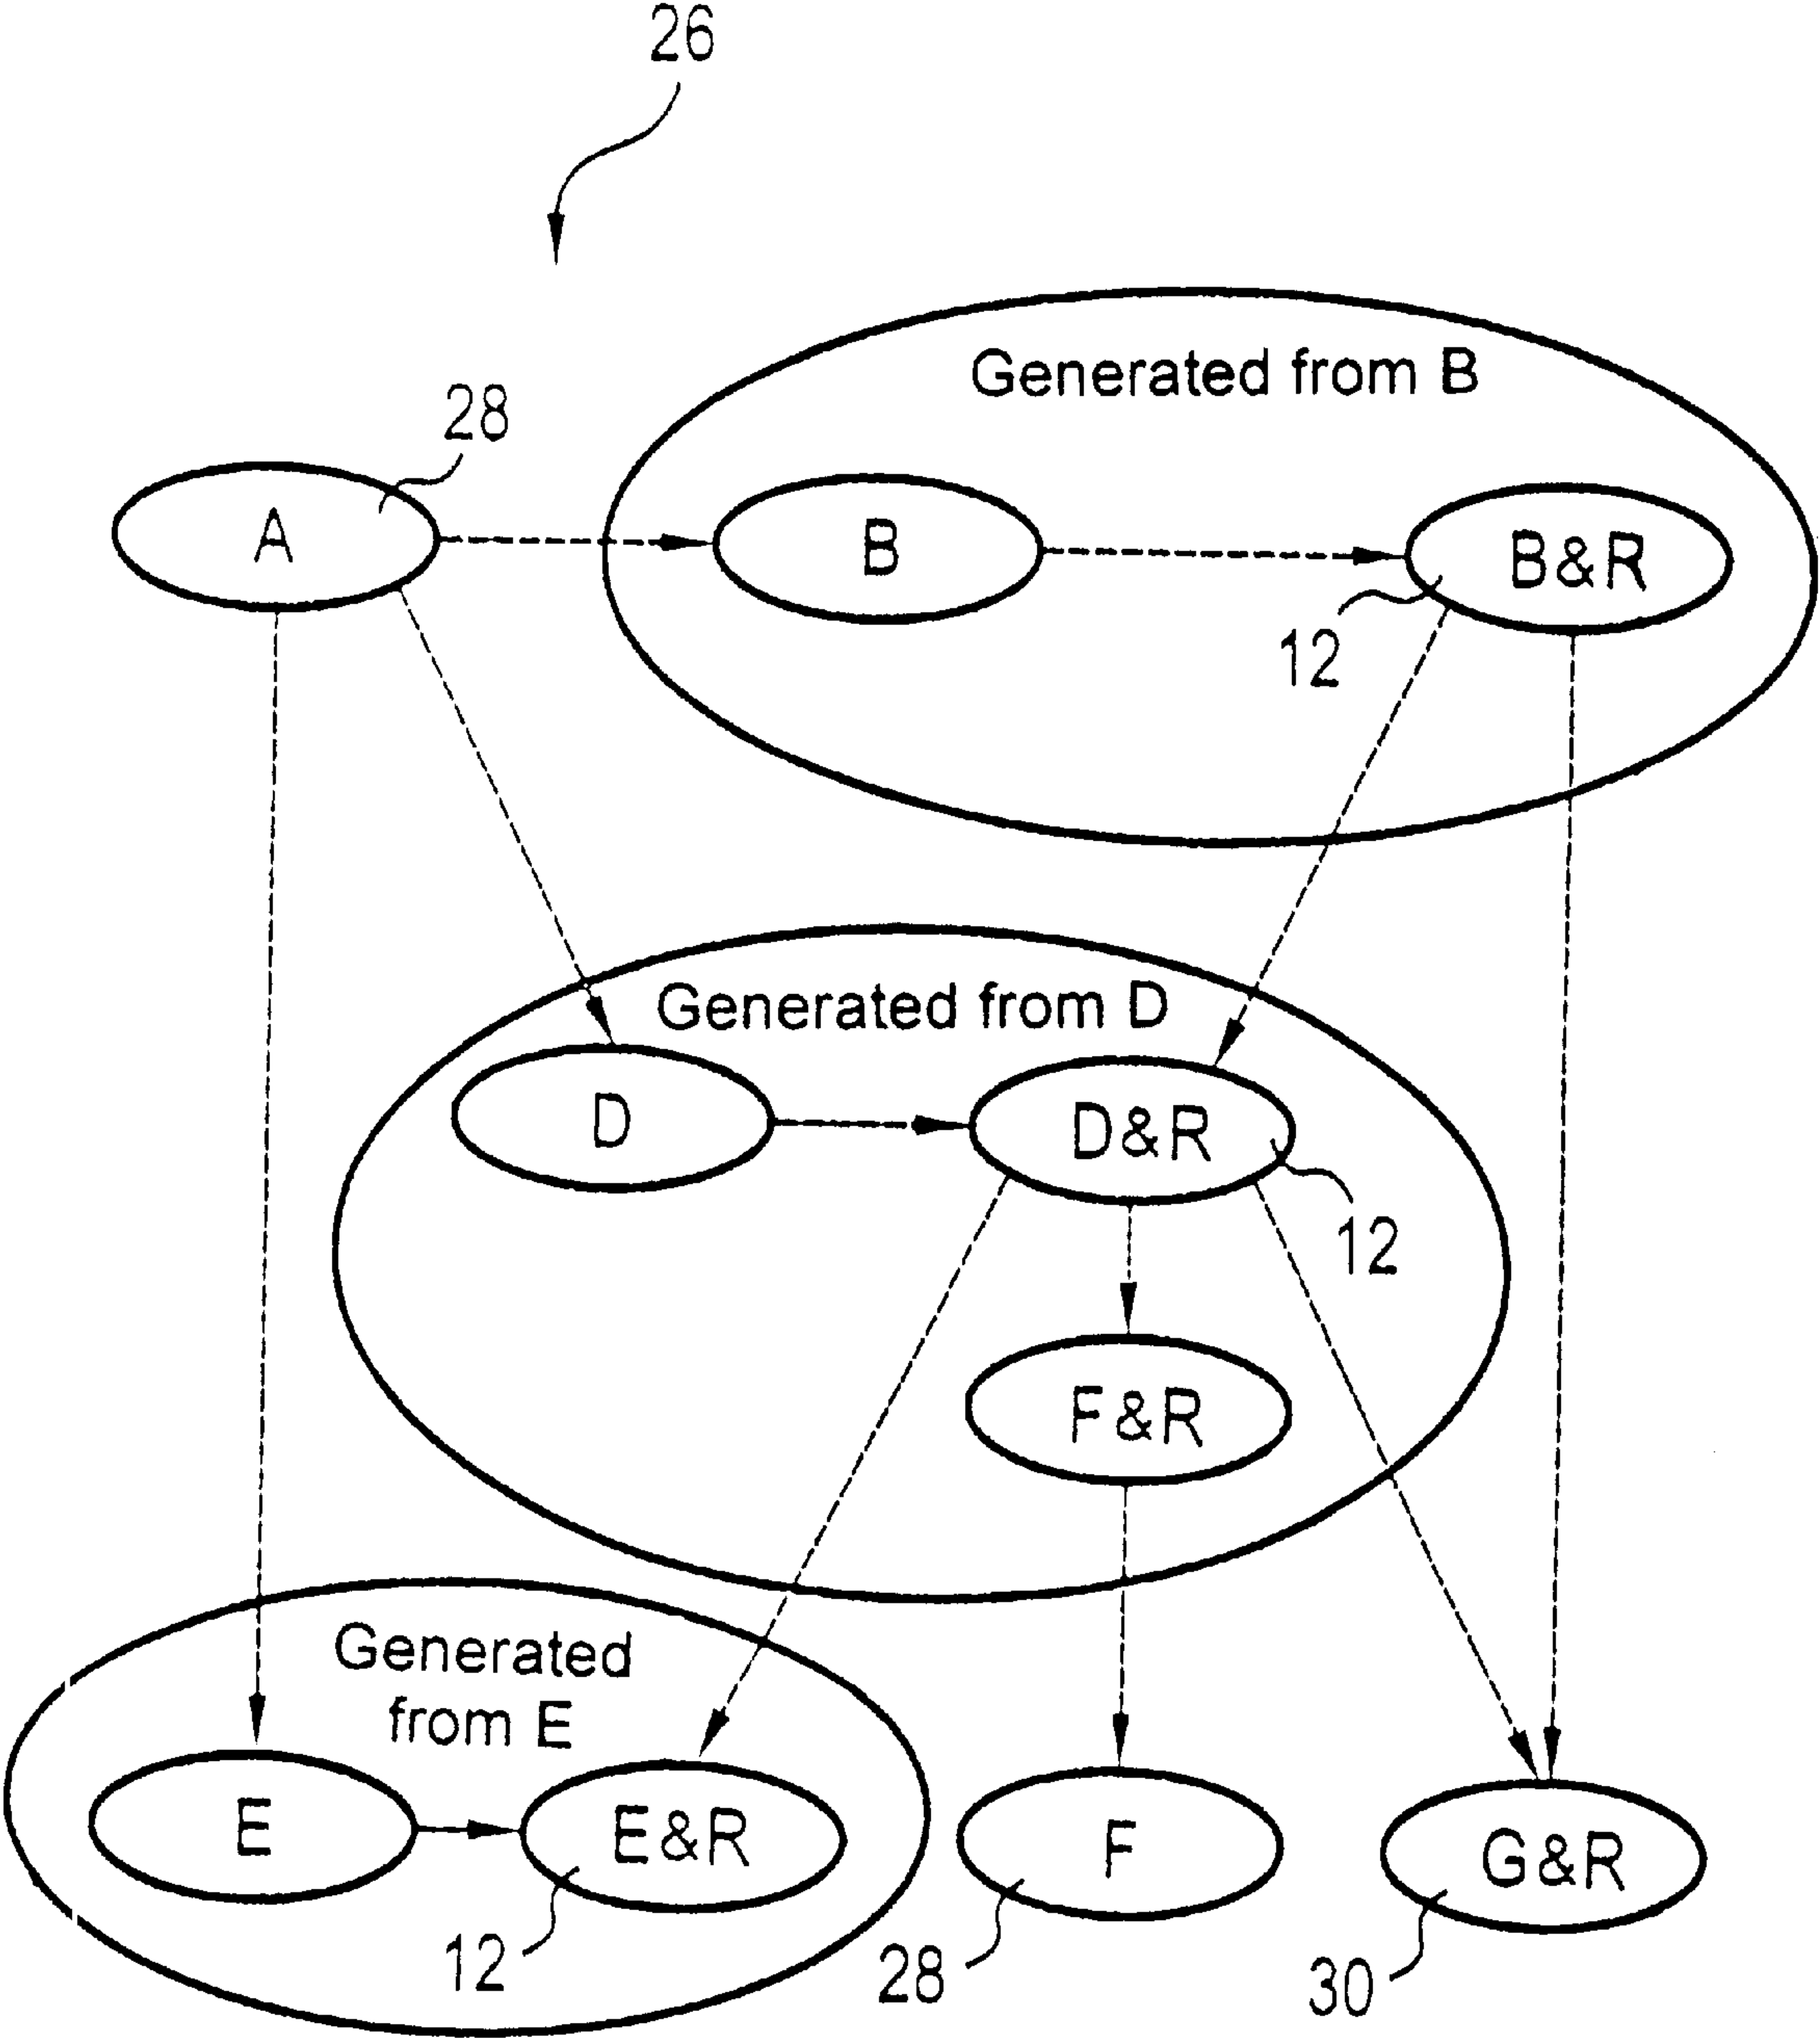 26
Generated from B
28
A
B
B&R
12
Generated from D
D
D&R
12
F&R
Generated
from E
E
E&R
F
G&R
12
28
30